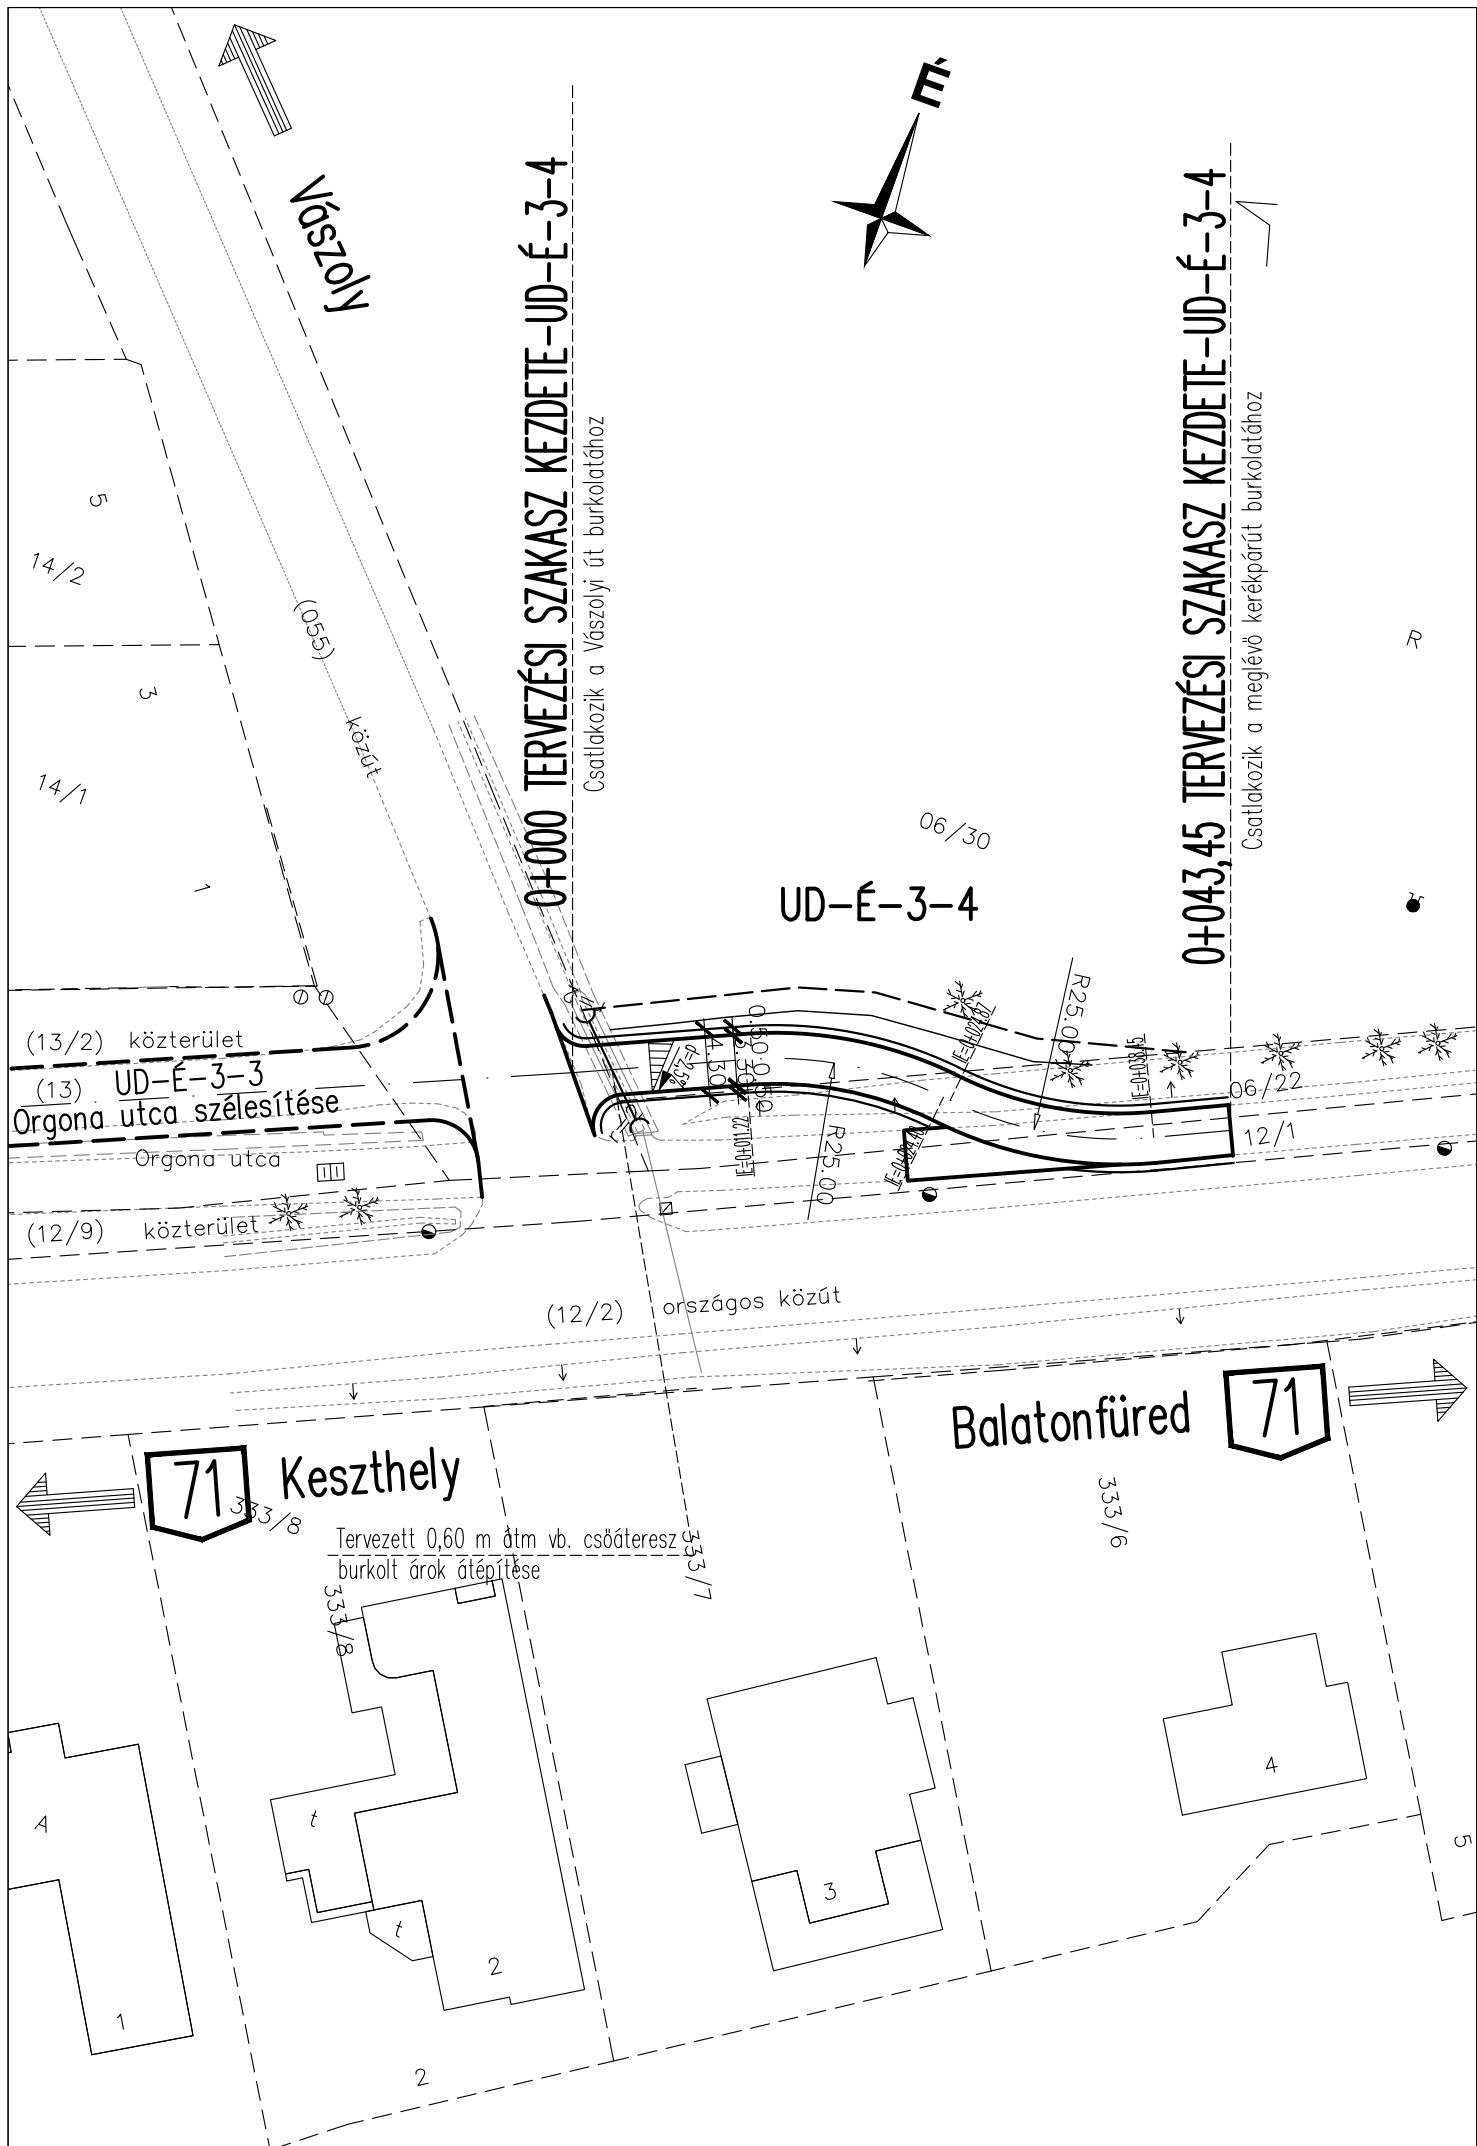 É
Vászoly
0+000 TERVEZÉSI SZAKASZ KEZDETE-UD-É-3-4
Csatlakozik a Vászolyi út burkolatához
0+043,45 TERVEZÉSI SZAKASZ KEZDETE-UD-É-3-4
Csatlakozik a meglévö kerékpárút burkolatához
5
14/2
(055)
közút
R
3
14/1
06/30
1
UD-É-3-4
(13/2) közterület
(13)
UD-É-3-3
Orgona utca szélesítése
Orgona utca
(12/9) közterület
R25.00
R25.00
06/22
12/1
(12/2) országos közút
Balatonfüred
71
71
Keszthely
333/8
333/6
Tervezett 0,60 m átm vb. csöáteresz
burkolt árok átépítése
333/7
333/8
A
t
t
1
2
2
3
4
5